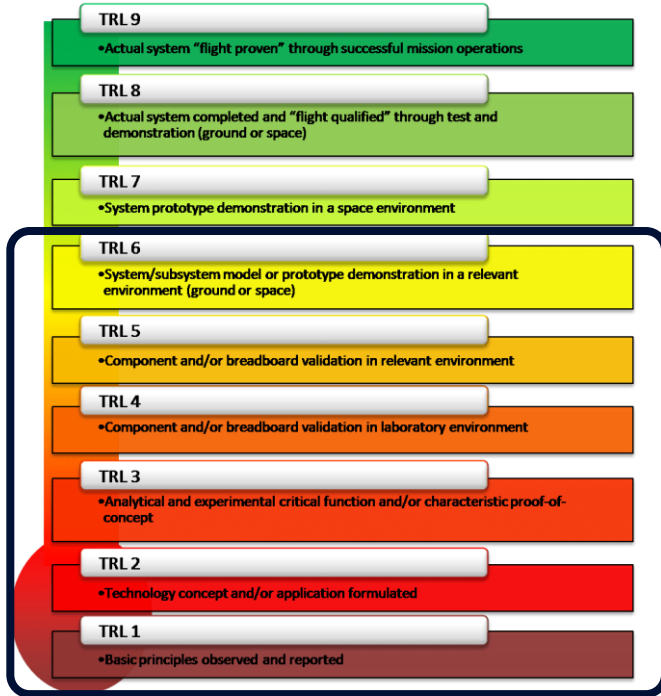 TRL 9
•Actual system “flight proven” through successful mission operations
TRL 8
•Actual system completed and “flight qualified” through test and
demonstration (ground or space)
TRL 7
•System prototype demonstration in a space environment
TRL 6
•System/subsystem model or prototype demonstration in a relevant
environment (ground or space)
TRL 5
•Component and/or breadboard validation in relevant environment
TRL 4
•Component and/or breadboard validation in laboratory environment
TRL 3
•Analytical and experimental critical function and/or characteristic proof-of-
concept
TRL 2
•Technology concept and/or application formulated
TRL 1
•Basic principles observed and reported